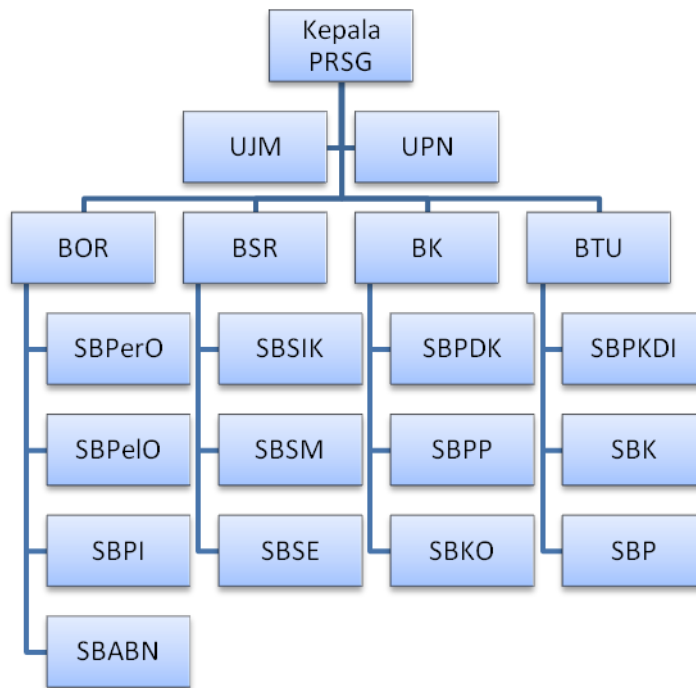 Kepala
PRSG
UJM
UPN
BOR
BSR
BK
BTU
SBPerO
SBSIK
SBPDK
SBPKDI
SBPelO
SBSM
SBPP
SBK
SBPI
SBSE
SBKO
SBP
SBABN